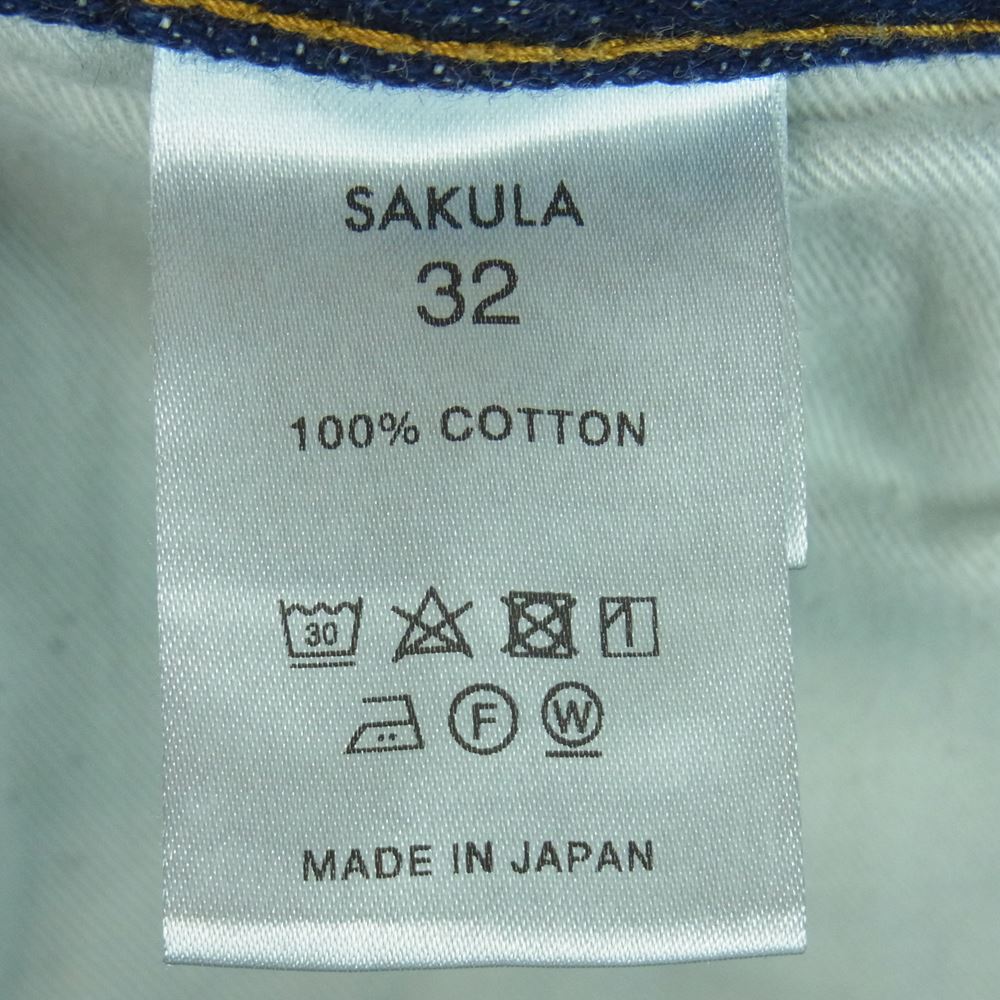 SAKULA
32
100% COTTON
30
F W
MADE IN JAPAN